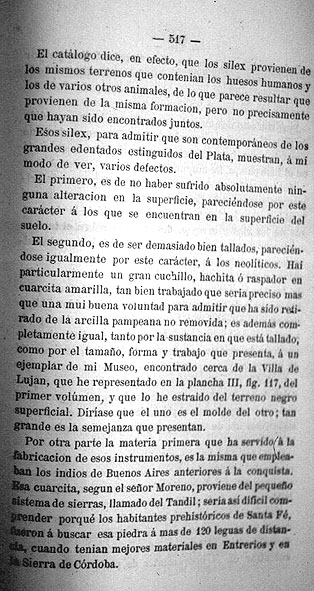 — 517 —
El catálogo dice, en efecto, que los silex provienen de
los mismos terrenos que contenian los huesos humanos y
los de varios otros animales, de lo que parece resultar que
provienen de la misma formacion, pero no precisamente
que hayan sido encontrados juntos.
Esos silex, para admitir que son contemporáneos de los
grandes edentados estinguidos del Plata, muestran, á mi
modo de ver, varios defectos.
El primero, es de no haber sufrido absolutamente nin-
guna alteracion en la superficie, pareciéndose por este
carácter á los que se encuentran en la superficie del
suelo.
El segundo, es de ser demasiado bien tallados, parecién-
dose igualmente por este carácter, á los neolíticos. Hai
particularmente un gran cuchillo, hachita ó raspador en
cuarcita amarilla, tan bien trabajado que seria preciso mas
que una mui buena voluntad para admitir que ha sido reti-
rado de la arcilla pampeana no removida; es además com-
pletamente igual, tanto por la sustancia en que está tallado,
como por el tamaño, forma y trabajo que presenta, á un
ejemplar de mi Museo, encontrado cerca de la Villa de
Lujan, que he representado en la plancha III, fig. 117, del
primer volúmen, y que lo he estraido del terreno negro
superficial. Diríase que el uno es el molde del otro; tan
grande es la semejanza que presentan.
Por otra parte la materia primera que ha servido á la
fabricacion de esos instrumentos, es la misma que emplea-
ban los indios de Buenos Aires anteriores á la conquista.
Esa cuarcita, segun el señor Moreno, proviene del pequeño
sistema de sierras, llamado del Tandil; seria así difícil com-
prender porqué los habitantes prehistóricos de Santa Fé,
fueron á buscar esa piedra á mas de 120 leguas de distan-
cia, cuando tenian mejores materiales en Entrerios y en
la Sierra de Córdoba.